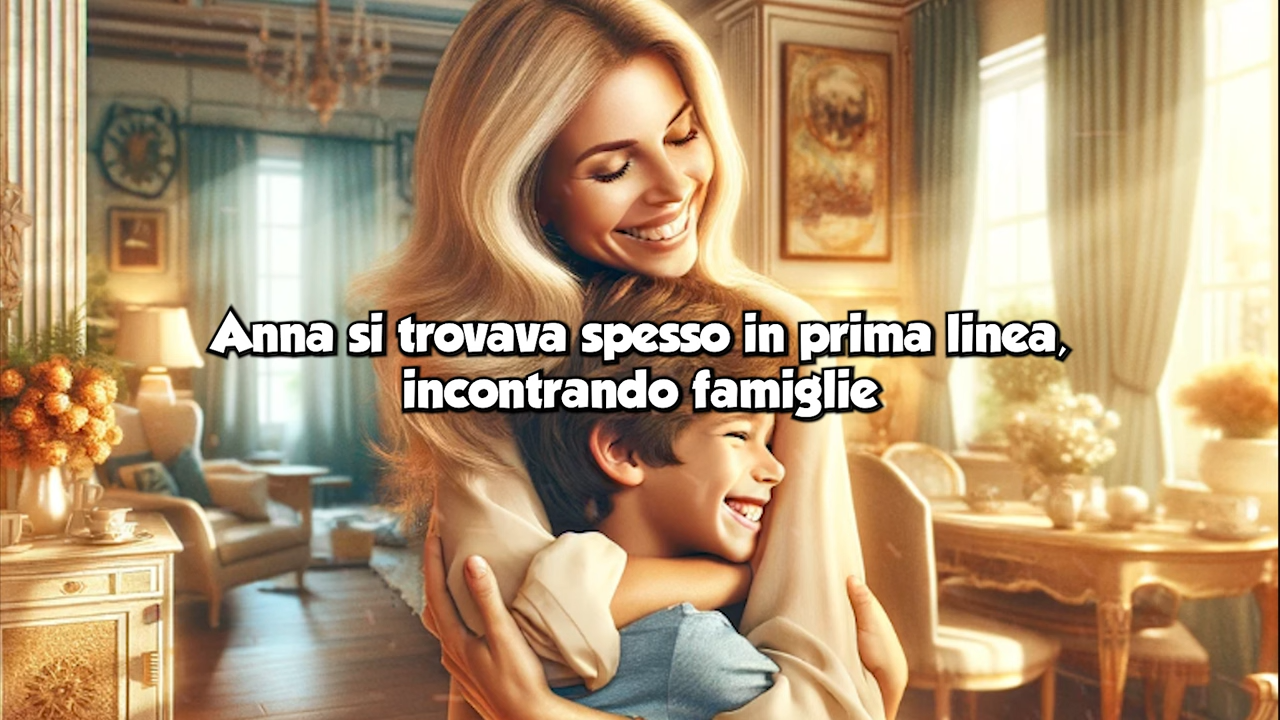 Anna si trovava spesso in prima linea,
incontrando famiglie